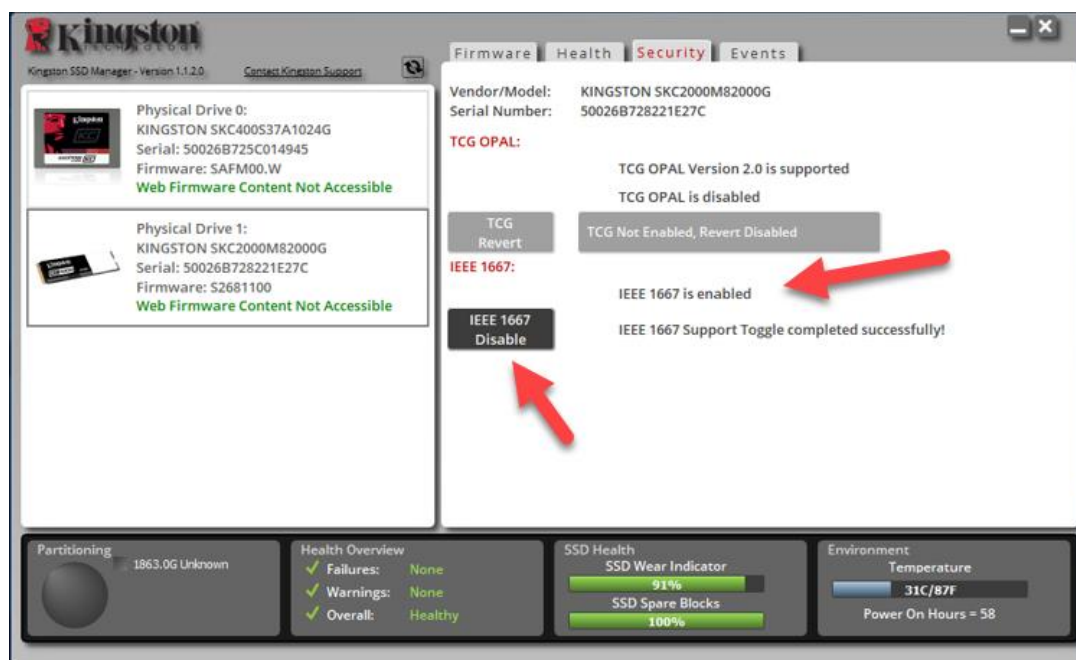 Kingston
TECHNOLOGY
Kingston SSD Manager - Version 1.1.2.0
Contact Kingston Support
Firmware
Health
Security
Events
Physical Drive 0:
KINGSTON SKC400S37A1024G
Serial: 50026B725C014945
Firmware: SAFM00.W
Web Firmware Content Not Accessible
Physical Drive 1:
KINGSTON SKC2000M82000G
Serial: 50026B728221E27C
Firmware: S2681100
Web Firmware Content Not Accessible
Vendor/Model: KINGSTON SKC2000M82000G
Serial Number: 50026B728221E27C
TCG OPAL:
TCG OPAL Version 2.0 is supported
TCG OPAL is disabled
TCG
Revert
TCG Not Enabled, Revert Disabled
IEEE 1667:
IEEE 1667 is enabled
IEEE 1667
Disable
IEEE 1667 Support Toggle completed successfully!
Partitioning
1863.0G Unknown
Health Overview
Failures: None
Warnings: None
Overall: Healthy
SSD Health
SSD Wear Indicator
91%
SSD Spare Blocks
100%
Environment
Temperature
31C/87F
Power On Hours = 58